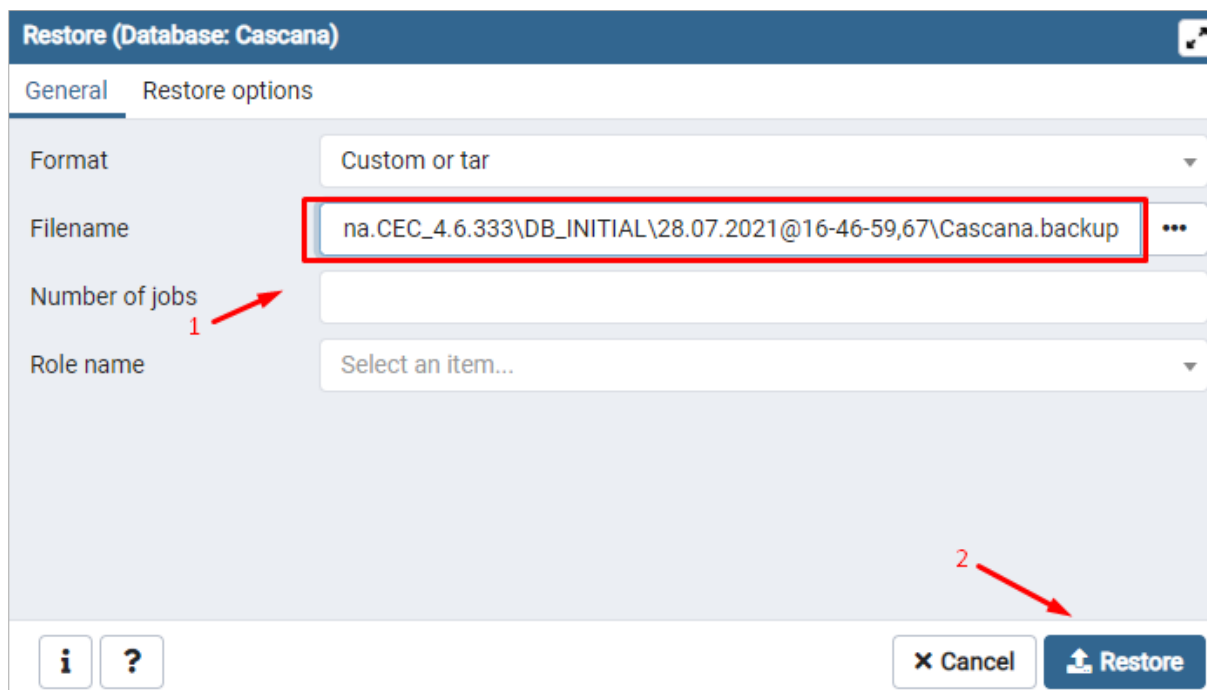 Restore (Database: Cascana)
General Restore options
Format Custom or tar
Filename na.CEC_4.6.333\DB_INITIAL\28.07.2021@16-46-59,67\Cascana.backup
Number of jobs
1
Role name Select an item...
2
i ? Cancel Restore